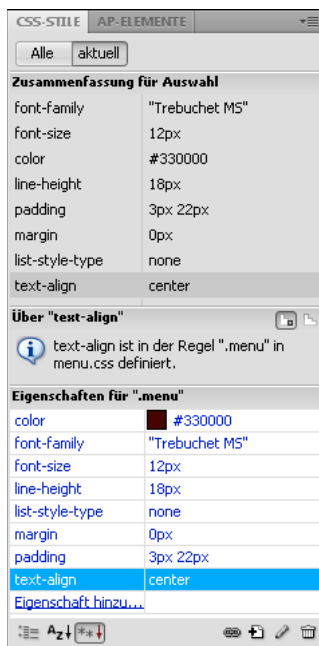 CSS-STILE AP-ELEMENTE
Alle aktuell
Zusammenfassung für Auswahl
font-family "Trebuchet MS"
font-size 12px
color #330000
line-height 18px
padding 3px 22px
margin 0px
list-style-type none
text-align center
Über "text-align"
text-align ist in der Regel ".menu" in
menu.css definiert.
Eigenschaften für ".menu"
color #330000
font-family "Trebuchet MS"
font-size 12px
line-height 18px
list-style-type none
margin 0px
padding 3px 22px
text-align center
Eigenschaft hinzu...
Az↓ **↓